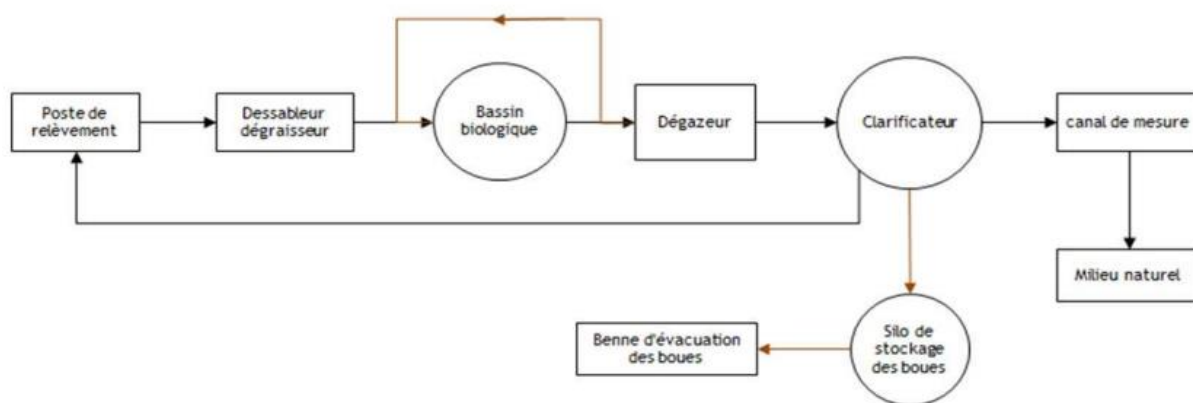 Poste de
relèvement
Dessableur
dégraisseur
Bassin
biologique
Dégazeur
Clarificateur
canal de mesure
Milieu naturel
Silo de
stockage
des boues
Benne d'évacuation
des boues